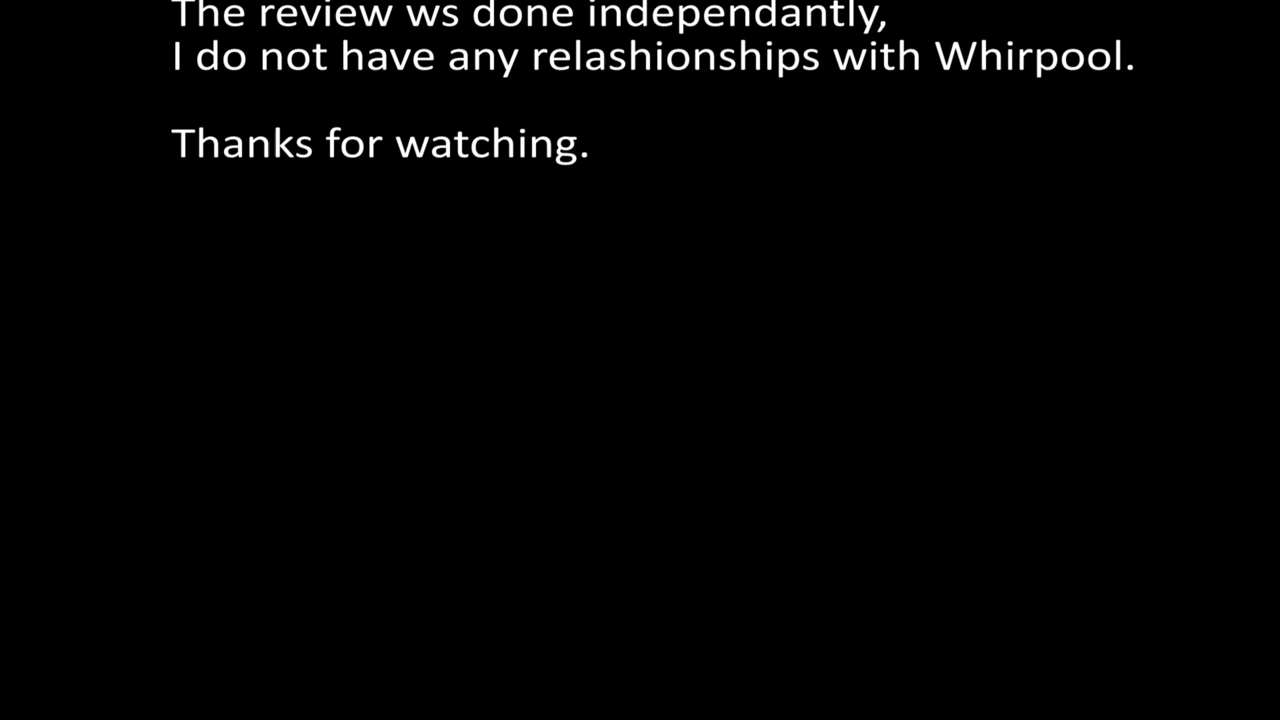 The review ws done independantly,
I do not have any relashionships with Whirpool.
Thanks for watching.